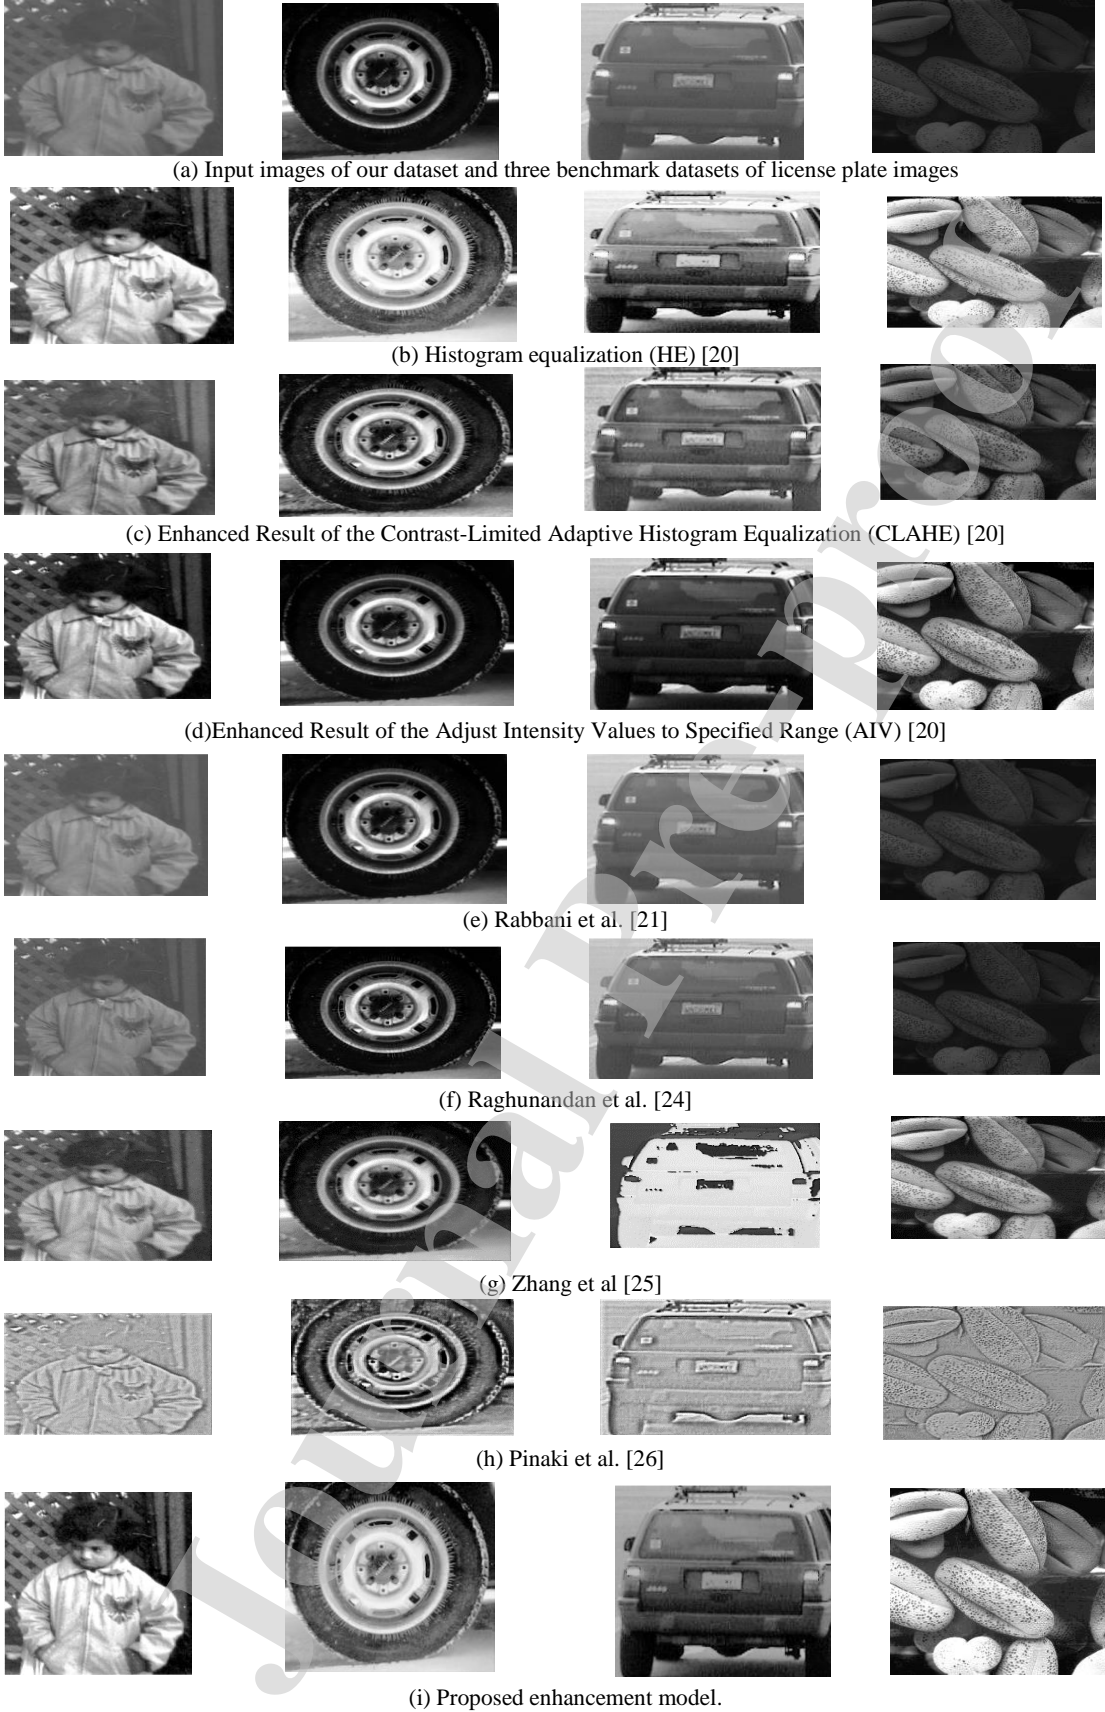 (a) Input images of our dataset and three benchmark datasets of license plate images
(b) Histogram equalization (HE) [20]
(c) Enhanced Result of the Contrast-Limited Adaptive Histogram Equalization (CLAHE) [20]
(d)Enhanced Result of the Adjust Intensity Values to Specified Range (AIV) [20]
(e) Rabbani et al. [21]
(f) Raghunandan et al. [24]
(g) Zhang et al [25]
(h) Pinaki et al. [26]
(i) Proposed enhancement model.
Journal Pre-proof